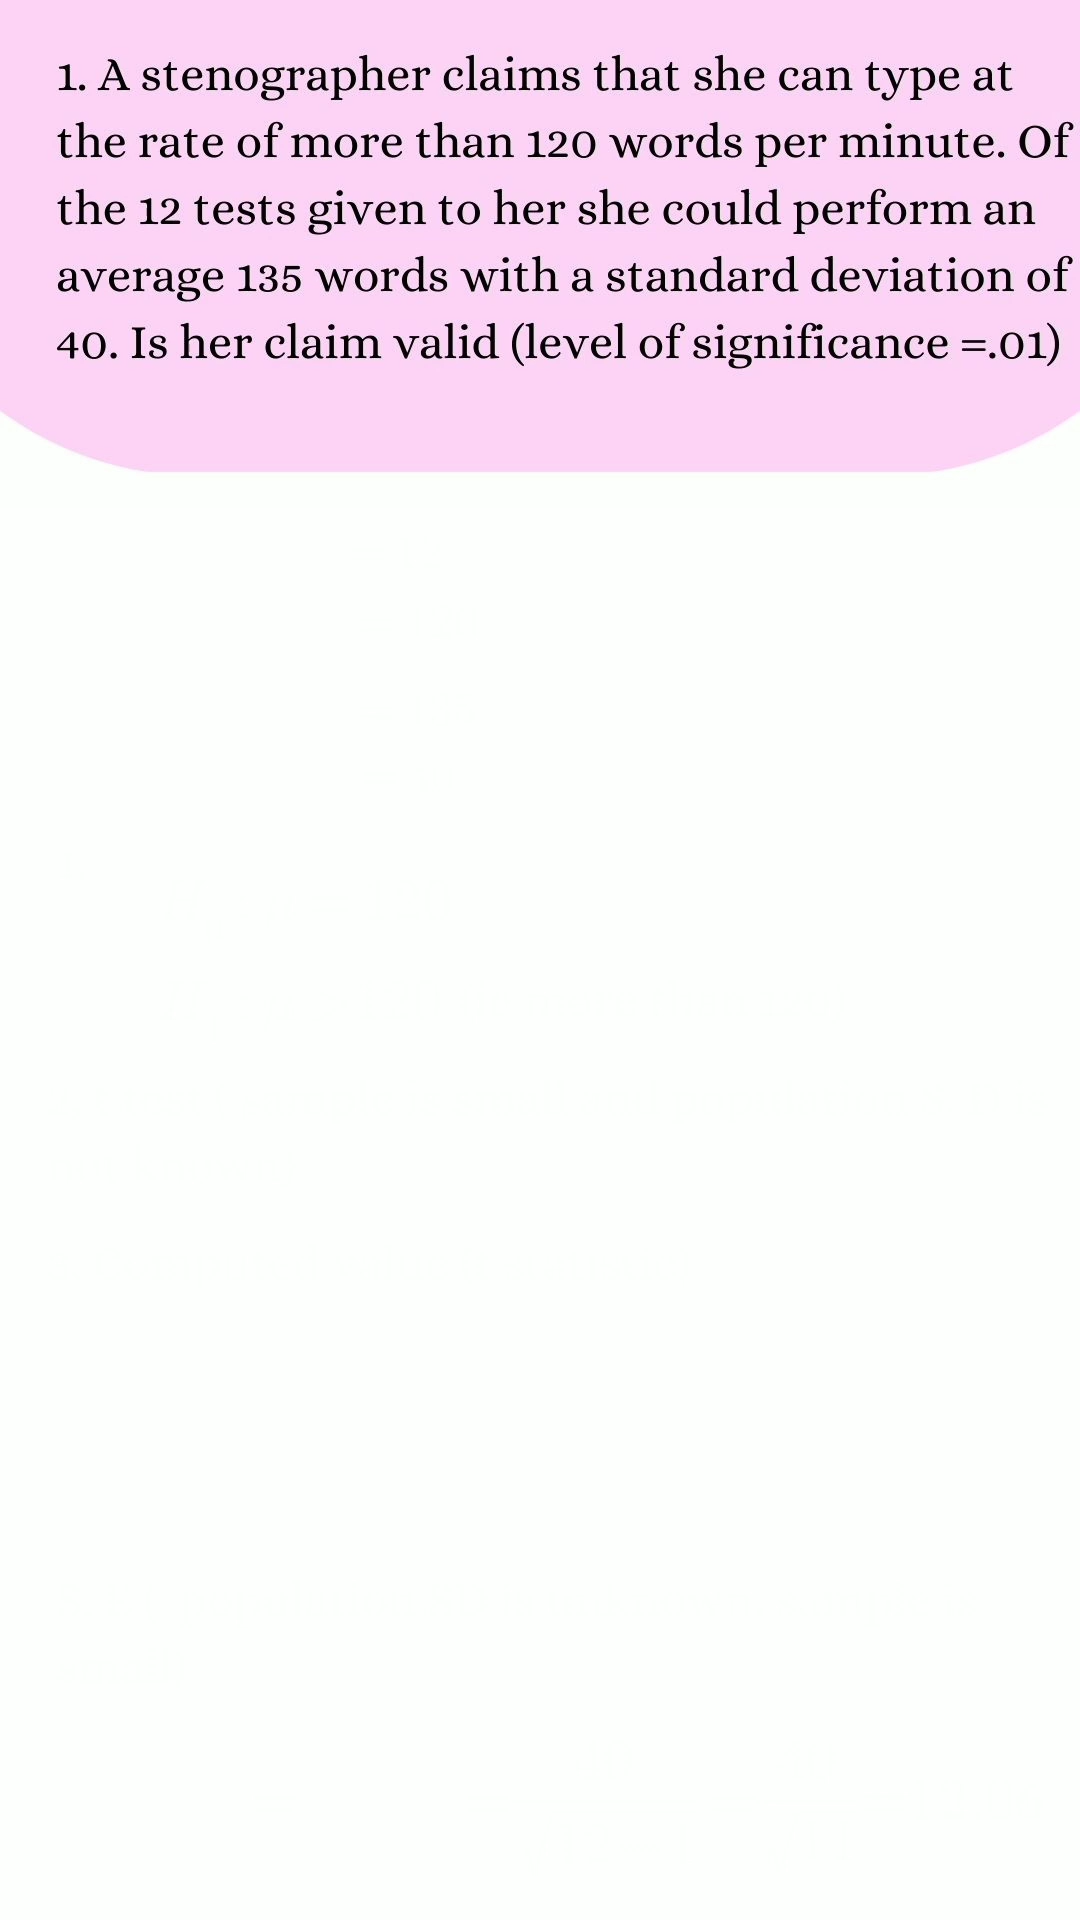 1. A stenographer claims that she can type at
the rate of more than 120 words per minute. Of
the 12 tests given to her she could perform an
average 135 words with a standard deviation of
40. Is her claim valid (level of significance =.01)